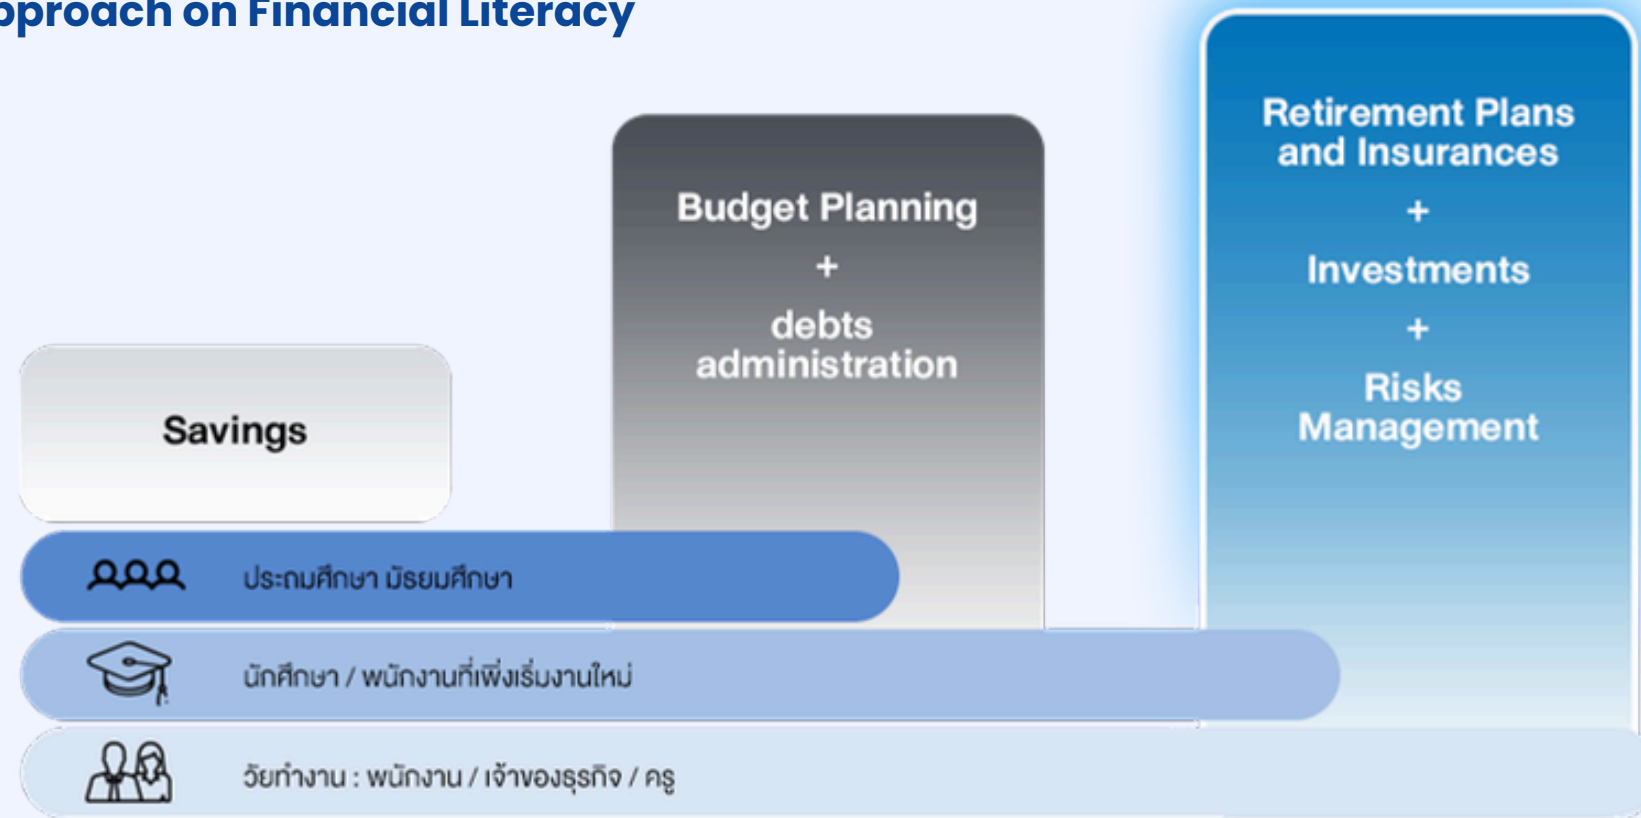 pproach on Financial Literacy
Savings
Budget Planning
+
debts
administration
Retirement Plans
and Insurances
+
Investments
+
Risks
Management
ประถมศึกษา มัธยมศึกษา
นักศึกษา / พนักงานที่เพิ่งเริ่มงานใหม่
วัยทำงาน : พนักงาน / เจ้าของธุรกิจ / ครู